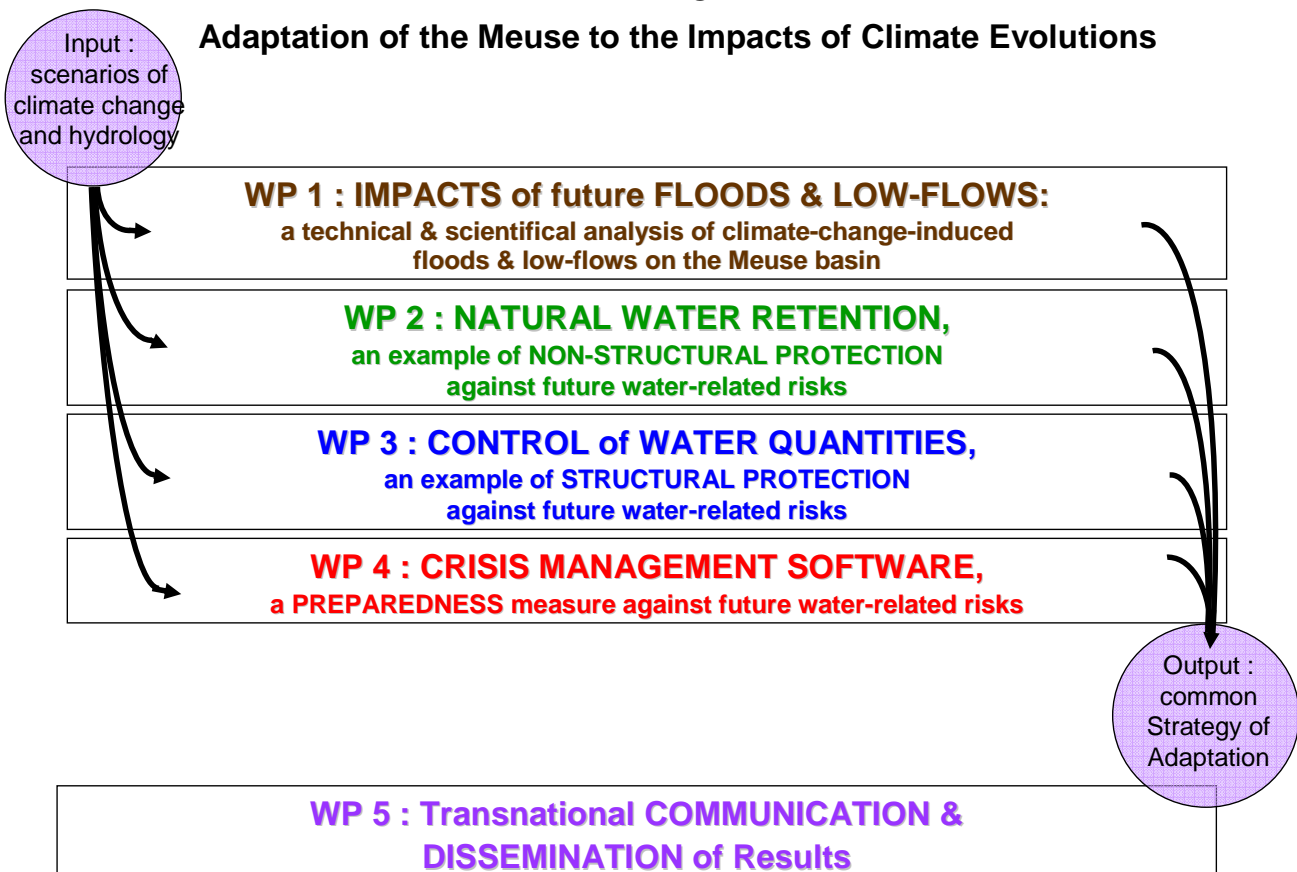 Adaptation of the Meuse to the Impacts of Climate Evolutions
Input :
scenarios of
climate change
and hydrology
WP 1 : IMPACTS of future FLOODS & LOW-FLOWS:
a technical & scientifical analysis of climate-change-induced
floods & low-flows on the Meuse basin
WP 2 : NATURAL WATER RETENTION,
an example of NON-STRUCTURAL PROTECTION
against future water-related risks
WP 3 : CONTROL of WATER QUANTITIES,
an example of STRUCTURAL PROTECTION
against future water-related risks
WP 4 : CRISIS MANAGEMENT SOFTWARE,
a PREPAREDNESS measure against future water-related risks
Output :
common
Strategy of
Adaptation
WP 5 : Transnational COMMUNICATION &
DISSEMINATION of Results